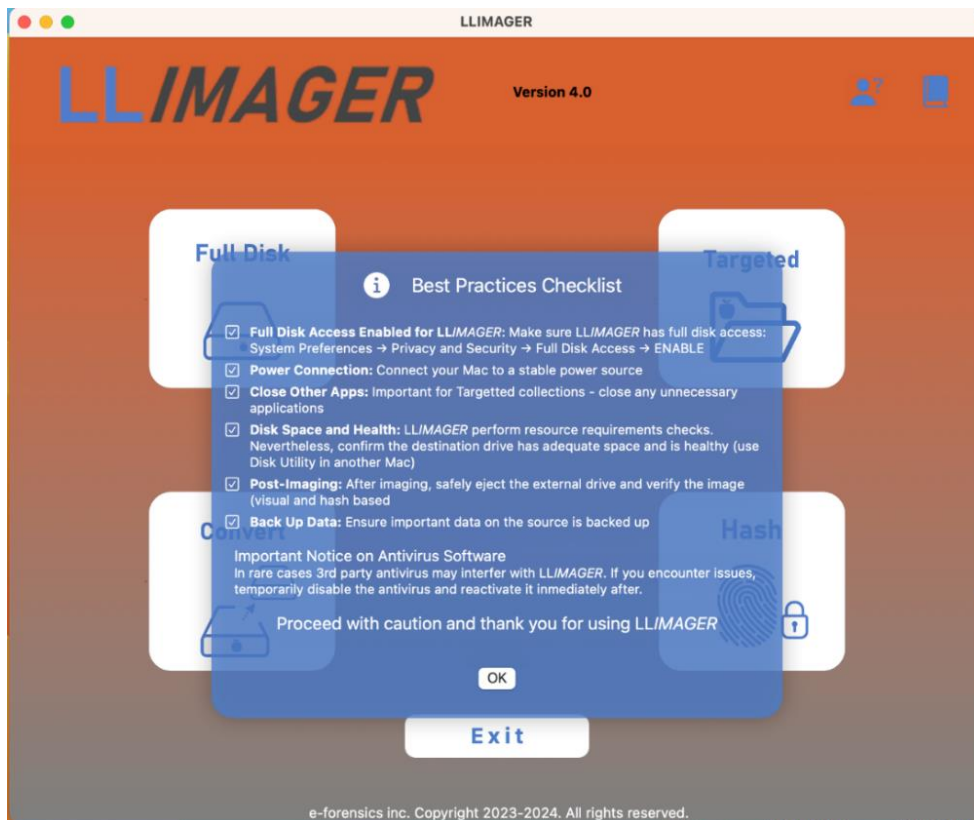 LLIMAGER
LLIMAGER
Version 4.0
?
Full Disk
Targeted
i
Best Practices Checklist
Full Disk Access Enabled for LLIMAGER: Make sure LLIMAGER has full disk access:
System Preferences → Privacy and Security → Full Disk Access → ENABLE
Power Connection: Connect your Mac to a stable power source
Close Other Apps: Important for Targetted collections - close any unnecessary
applications
Disk Space and Health: LLIMAGER perform resource requirements checks.
Nevertheless, confirm the destination drive has adequate space and is healthy (use
Disk Utility in another Mac)
Post-Imaging: After imaging, safely eject the external drive and verify the image
(visual and hash based
Back Up Data: Ensure important data on the source is backed up
Convert
Hash
Important Notice on Antivirus Software
In rare cases 3rd party antivirus may interfer with LLIMAGER. If you encounter issues,
temporarily disable the antivirus and reactivate it inmediately after.
Proceed with caution and thank you for using LLIMAGER
OK
Exit
e-forensics inc. Copyright 2023-2024. All rights reserved.